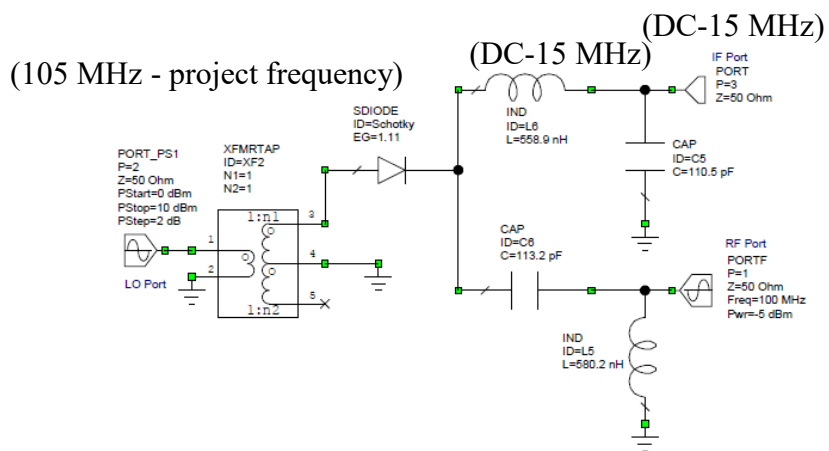 (DC-15 MHz)
(DC-15 MHz)
(105 MHz - project frequency)
IF Port
PORT
P=3
Z=50 Ohm
IND
ID=L6
L=558.9 nH
CAP
ID=C5
C=110.5 pF
SDIODE
ID=Schotky
EG=1.11
PORT_PS1
P=2
Z=50 Ohm
PStart=0 dBm
PStop=10 dBm
PStep=2 dB
LO Port
XFMRTAP
ID=XF2
N1=1
N2=1
1:n1
1
2
3
4
5
1:n2
CAP
ID=C6
C=113.2 pF
RF Port
PORTF
P=1
Z=50 Ohm
Freq=100 MHz
Pwr=-5 dBm
IND
ID=L5
L=580.2 nH